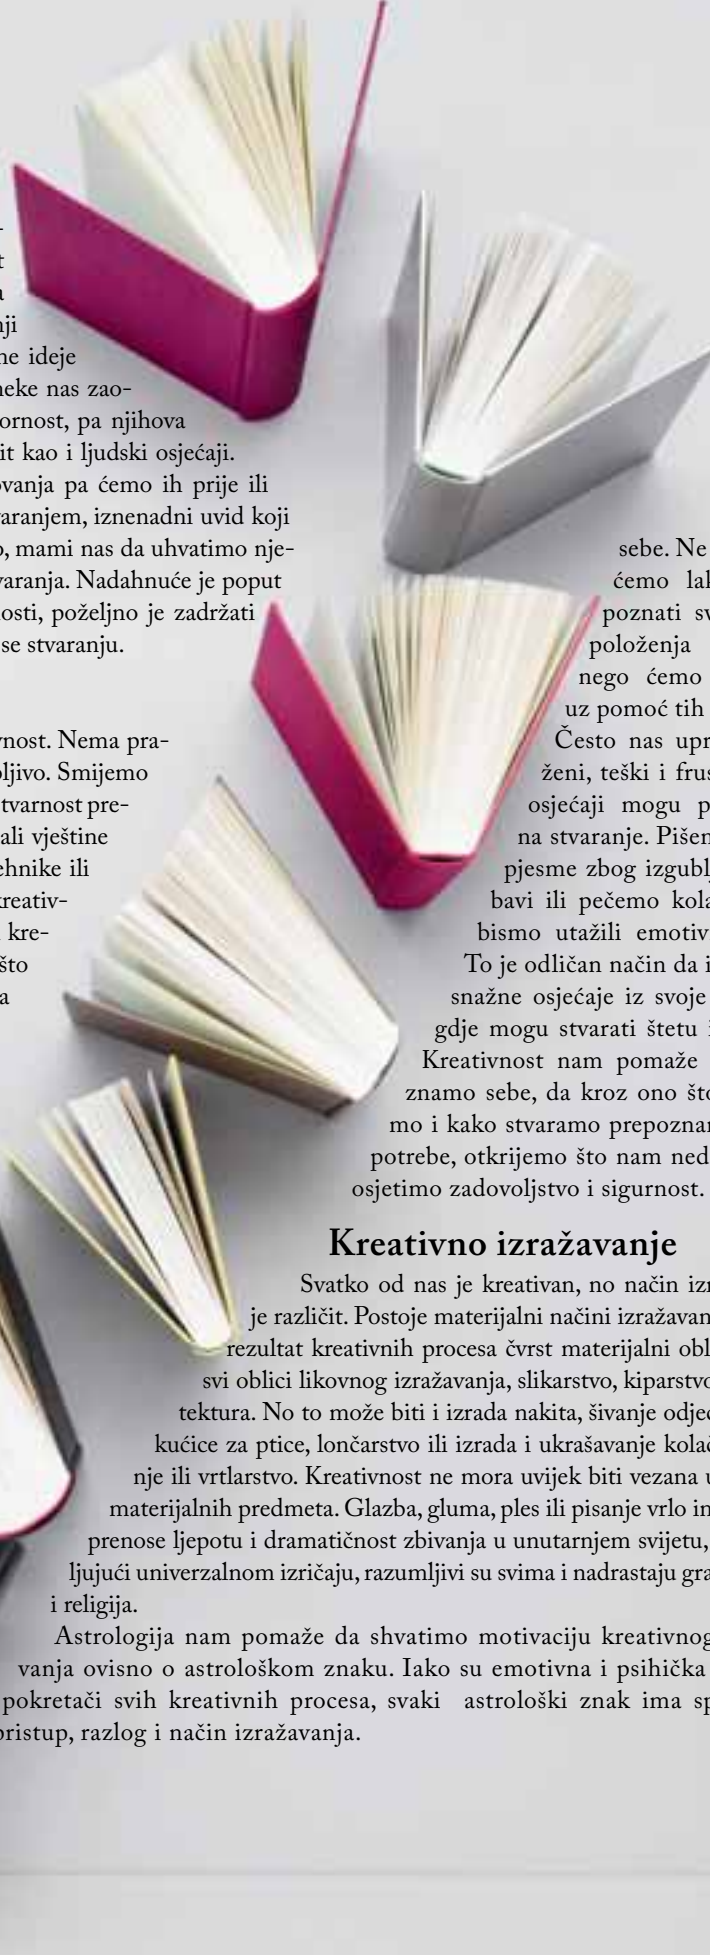 -
t
a
nji
ne ideje
neke nas zao-
ornost, pa njihova
it kao i ljudski osjećaji.
ovanja pa ćemo ih prije ili
varanjem, iznenadni uvid koji
o, mami nas da uhvatimo nje-
varanja. Nadahnuće je poput
nosti, poželjno je zadržati
se stvaranju.
vnost. Nema pra-
ljivo. Smijemo
tvarnost pre-
ali vještine
ehnike ili
kreativ-
kre-
što
a
sebe. Ne
ćemo lak
poznati sv
položenja
nego ćemo
uz pomoć tih
Često nas upr
ženi, teški i frus
osjećaji mogu p
na stvaranje. Pišem
pjesme zbog izgublj
bavi ili pečemo kola
bismo utažili emotiv
To je odličan način da i
snažne osjećaje iz svoje
gdje mogu stvarati štetu i
Kreativnost nam pomaže
znamo sebe, da kroz ono što
mo i kako stvaramo prepoznam
potrebe, otkrijemo što nam ned
osjetimo zadovoljstvo i sigurnost.
Kreativno izražavanje
Svatko od nas je kreativan, no način izr
je različit. Postoje materijalni načini izražavan
rezultat kreativnih procesa čvrst materijalni obl
svi oblici likovnog izražavanja, slikarstvo, kiparstvo
tektura. No to može biti i izrada nakita, šivanje odjeć
kućice za ptice, lončarstvo ili izrada i ukrašavanje kolač
nje ili vrtlarstvo. Kreativnost ne mora uvijek biti vezana u
materijalnih predmeta. Glazba, gluma, ples ili pisanje vrlo in
prenose ljepotu i dramatičnost zbivanja u unutarnjem svijetu,
ljujući univerzalnom izričaju, razumljivi su svima i nadrastaju gra
i religija.
Astrologija nam pomaže da shvatimo motivaciju kreativnog
vanja ovisno o astrološkom znaku. Iako su emotivna i psihička
pokretači svih kreativnih procesa, svaki astrološki znak ima sp
pristup, razlog i način izražavanja.